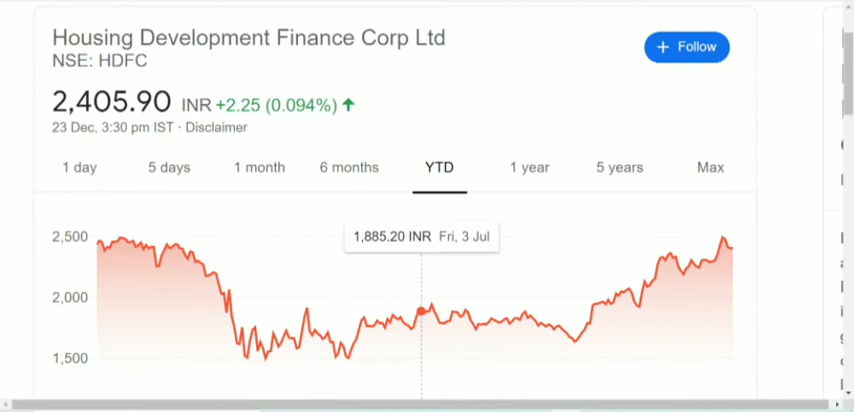 Housing Development Finance Corp Ltd
NSE: HDFC
+ Follow
2,405.90 INR +2.25 (0.094%) ↑
23 Dec, 3:30 pm IST · Disclaimer
1 day 5 days 1 month 6 months YTD 1 year 5 years Max
1,885.20 INR Fri, 3 Jul
2,500
2,000
1,500